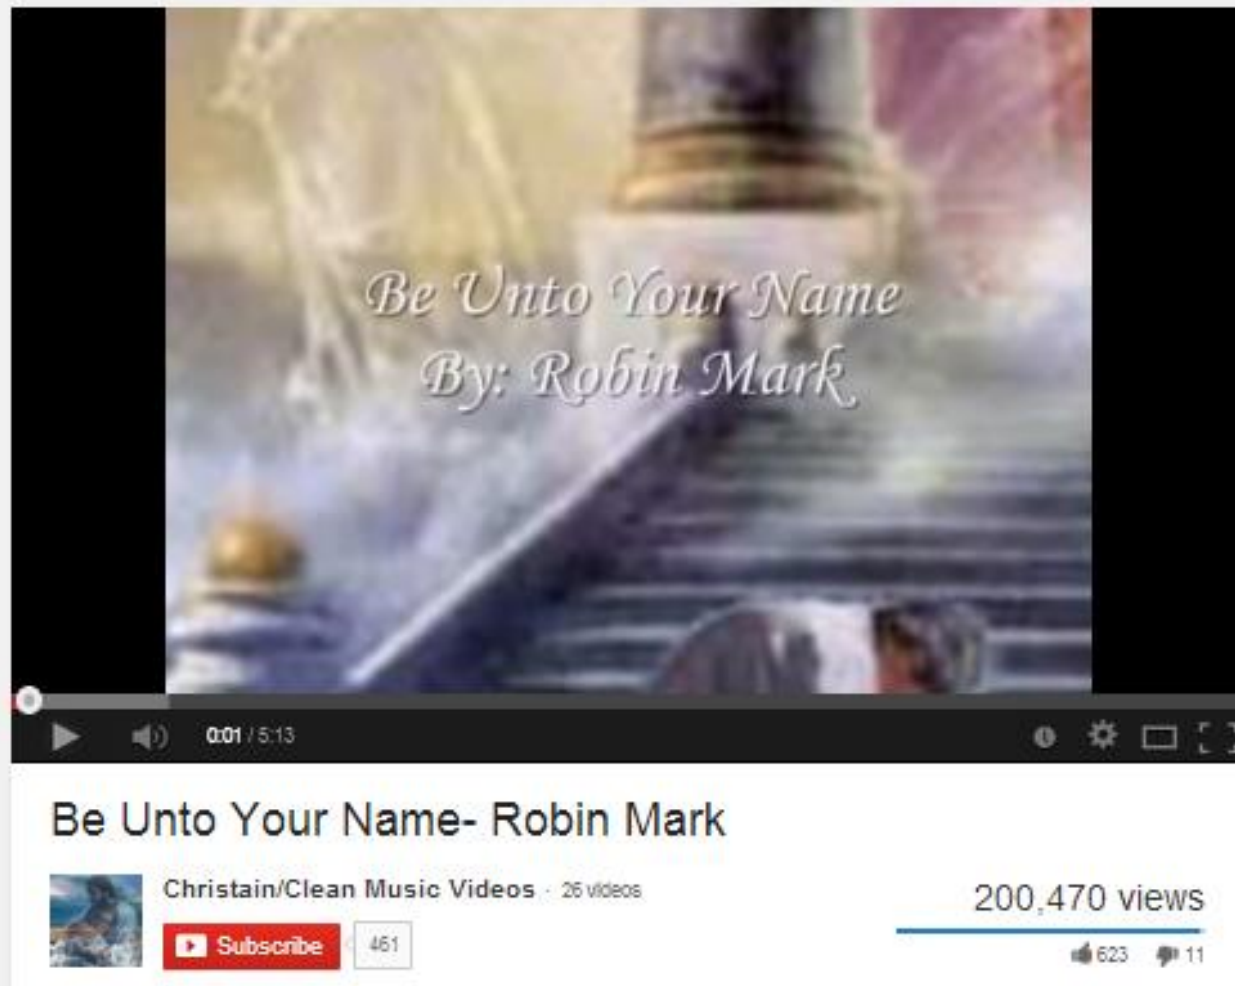 Be Unto Your Name
By: Robin Mark
0:01 / 5:13
Be Unto Your Name- Robin Mark
Christain/Clean Music Videos · 26 videos
200,470 views
Subscribe 461
623 11